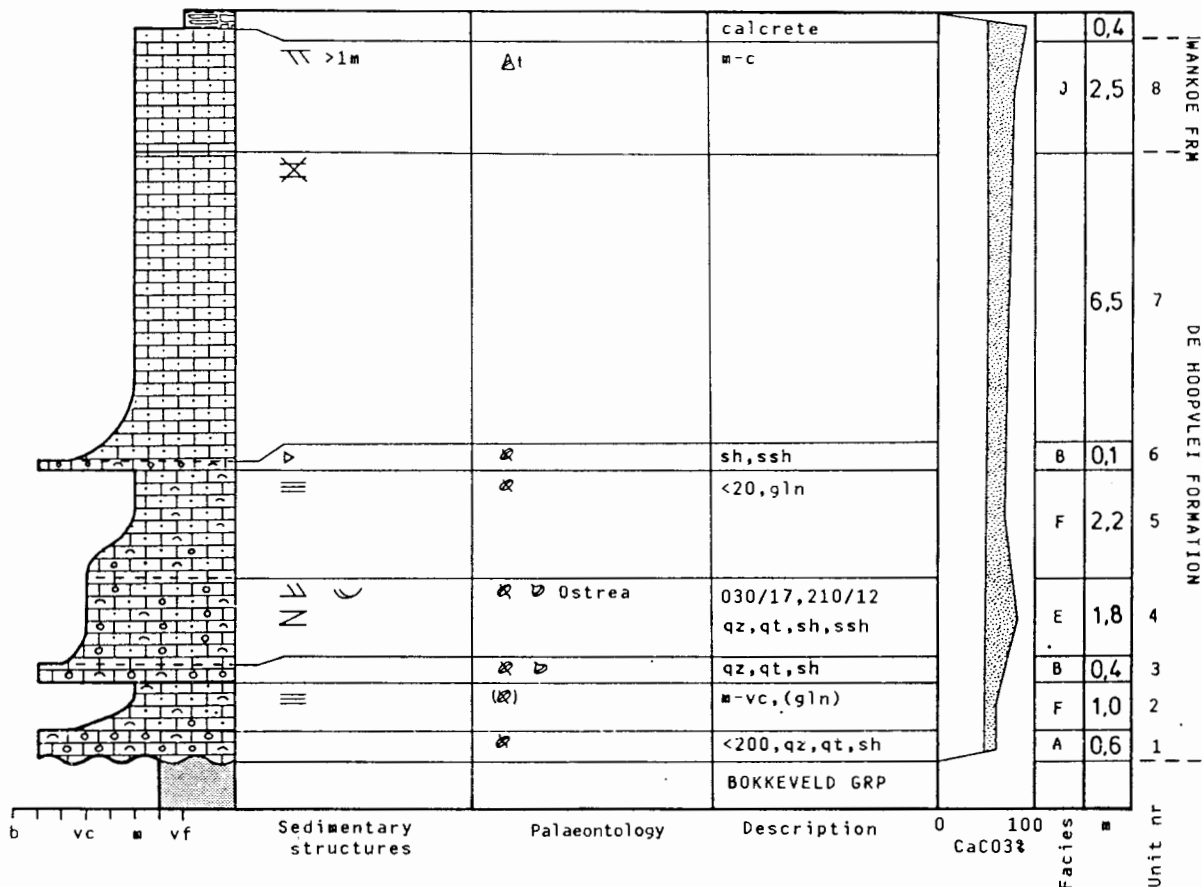 calcrete 0,4
>1m t m-c J 2,5 8
WANKOE FRM
6,5 7
sh,ssh B 0,1 6
<20,gln F 2,2 5
Ostrea 030/17,210/12
qz,qt,sh,ssh E 1,8 4
qz,qt,sh B 0,4 3
m-vc,(gln) F 1,0 2
<200,qz,qt,sh A 0,6 1
DE HOOPVLEI FORMATION
BOKKEVELD GRP
b vc m vf
Sedimentary
structures
Palaeontology
Description
0 100
CaCO3%
Facies
m
Unit nr